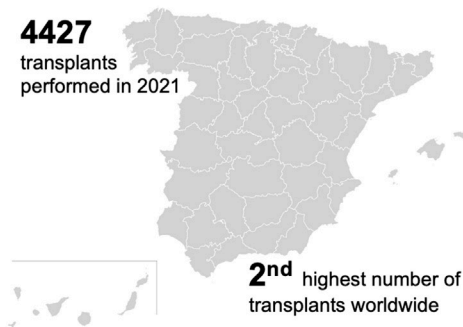 4427
transplants
performed in 2021
2nd highest number of
transplants worldwide